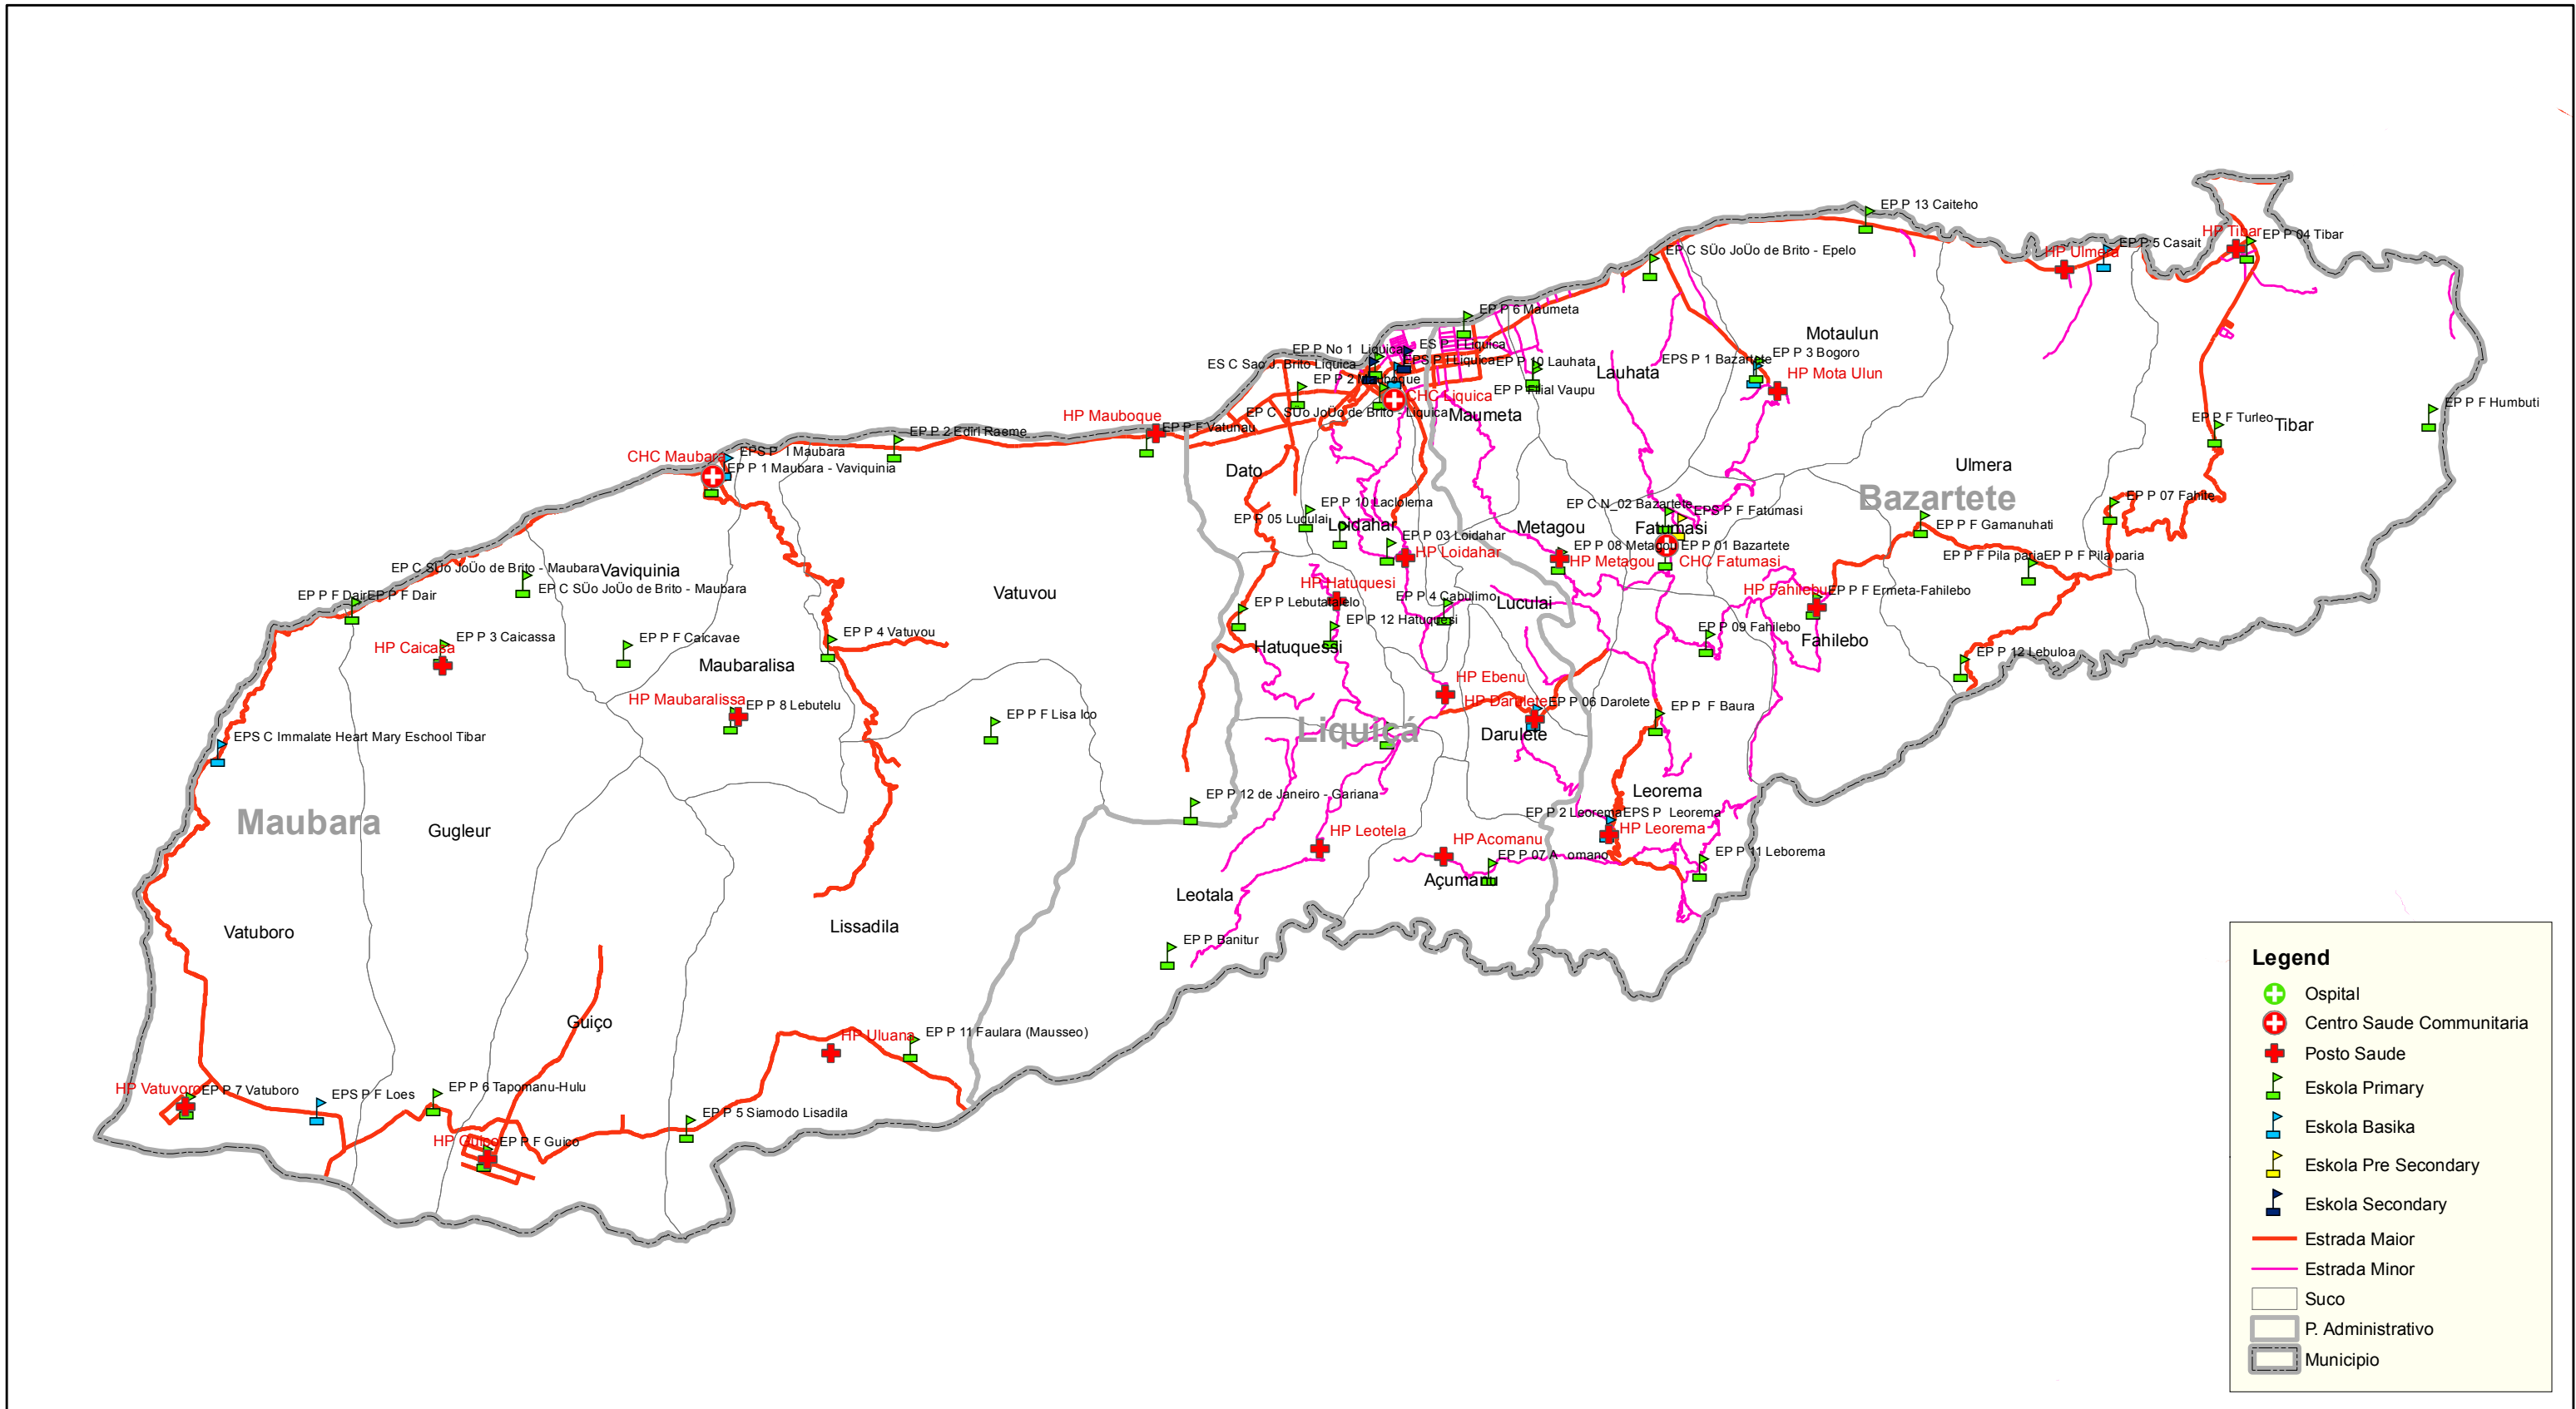 EP P 13 Caiteho
HP Tibar
EP P 04 Tibar
EP P 5 Casait
HP Ulmera
EP C SÜo JoÜo de Brito - Epelo
EP P 6 Maumeta
Motaulun
EP P No 1 Liquica
ES P I Liquica
ES C Sao J. Brito Liquica
EPS P I Liquica
EP P 10 Lauhata
Lauhata
EPS P 1 Bazartete
EP P 3 Bogoro
HP Mota Ulun
EP P 2 Mauboque
EP P Filial Vaupu
CHC Liquica
EP C SÜo JoÜo de Brito - Liquica
Maumeta
HP Mauboque
EP P F Vatunau
EP P F Humbuti
EP P F Turleo
Tibar
EP P 2 Ediri Raeme
EPS P I Maubara
CHC Maubara
EP P 1 Maubara - Vaviquinia
Dato
Ulmera
Bazartete
EP P 07 Fahite
EP P 10 Laclolema
EP P 05 Luculai
Loidahar
EP C N_02 Bazartete
EPS P F Fatumasi
Metagou
Fatumasi
EP P F Gamanuhati
EP P 03 Loidahar
HP Loidahar
EP P 08 Metagou
EP P 01 Bazartete
HP Metagou
CHC Fatumasi
EP P F Pila paria
EP P F Pila paria
EP C SÜo JoÜo de Brito - Maubara
Vaviquinia
EP C SÜo JoÜo de Brito - Maubara
Vatuvou
HP Hatuquesi
EP P F Dair
EP P F Dair
EP P Lebutatalelo
EP P 4 Cabulimo
Luculai
HP Fahilebu
EP P F Ermeta-Fahilebo
EP P 12 Hatuquesi
EP P 09 Fahilebo
Fahilebo
EP P 3 Caicassa
HP Caicasa
EP P F Caicavae
EP P 4 Vatuvou
Hatuquessi
EP P 12 Lebuloa
Maubaralisa
HP Ebenu
HP Maubaralissa
EP P 8 Lebutelu
HP Darulete
EP P 06 Darolete
EP P F Baura
EP P F Lisa Ico
Liquiçá
Darulete
EPS C Immalate Heart Mary Eschool Tibar
EP P 12 de Janeiro - Gariana
Leorema
EP P 2 Leorema
EPS P Leorema
HP Leorema
Maubara
Gugleur
HP Leotela
HP Acomanu
EP P 07 A omano
EP P 11 Leborema
Açumanu
Leotala
Lissadila
Vatuboro
EP P Banitur
Guiço
HP Uluana
EP P 11 Faulara (Mausseo)
HP Vatuvoro
EP P 7 Vatuboro
EPS P F Loes
EP P 6 Tapomanu-Hulu
EP P 5 Siamodo Lisadila
HP Guico
EP P F Guico
Legend
Ospital
Centro Saude Communitaria
Posto Saude
Eskola Primary
Eskola Basika
Eskola Pre Secondary
Eskola Secondary
Estrada Maior
Estrada Minor
Suco
P. Administrativo
Municipio